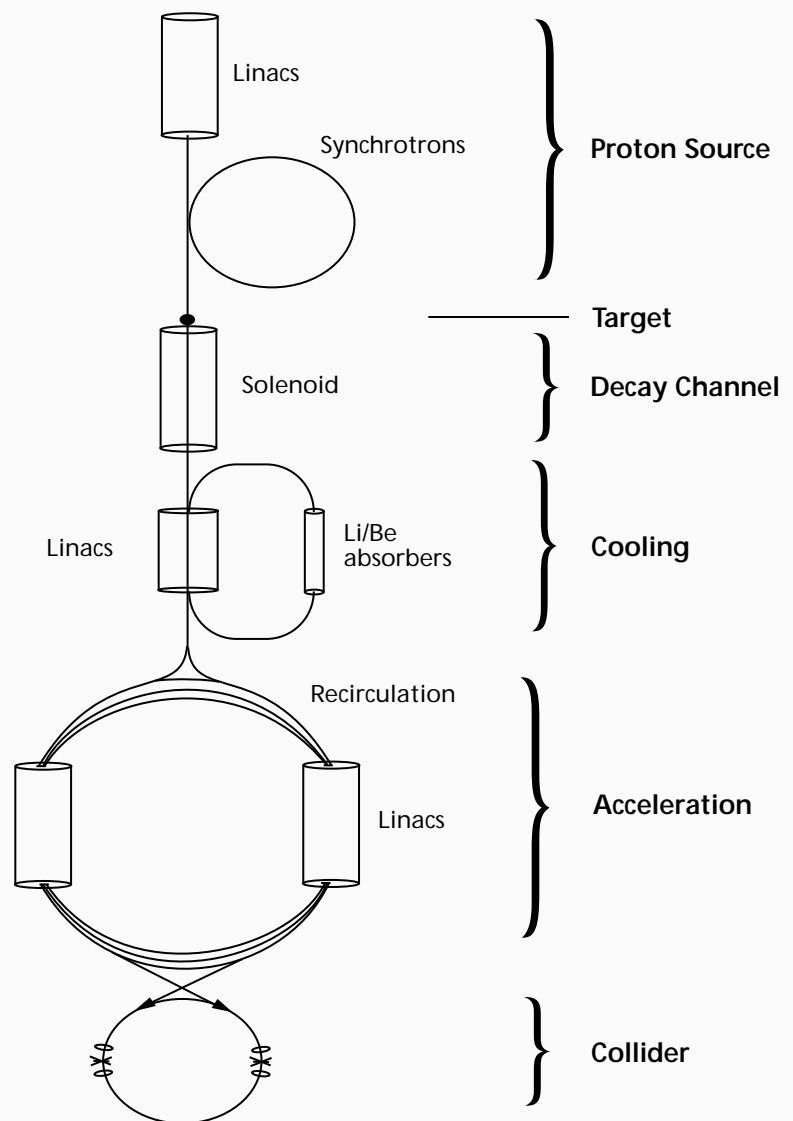 Linacs
Synchrotrons
Proton Source
Target
Solenoid
Decay Channel
Linacs
Li/Be
absorbers
Cooling
Recirculation
Linacs
Acceleration
Collider